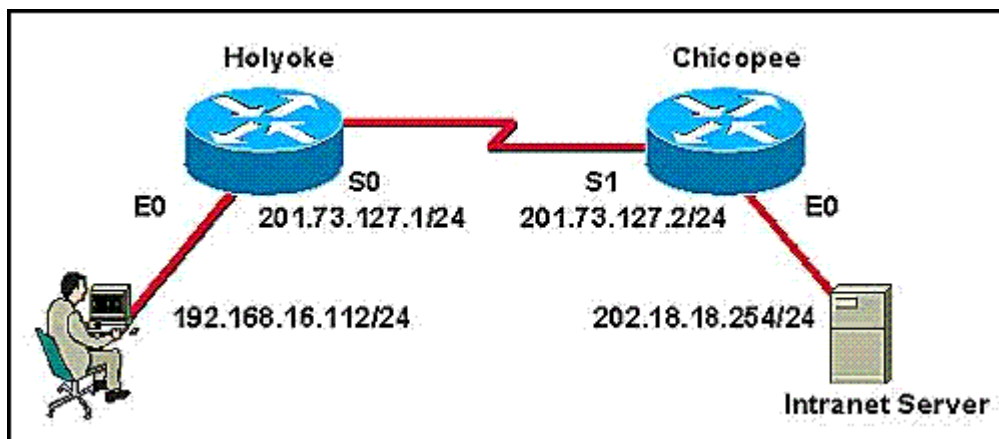 Holyoke
Chicopee
E0
S0
201.73.127.1/24
S1
201.73.127.2/24
E0
192.168.16.112/24
202.18.18.254/24
Intranet Server